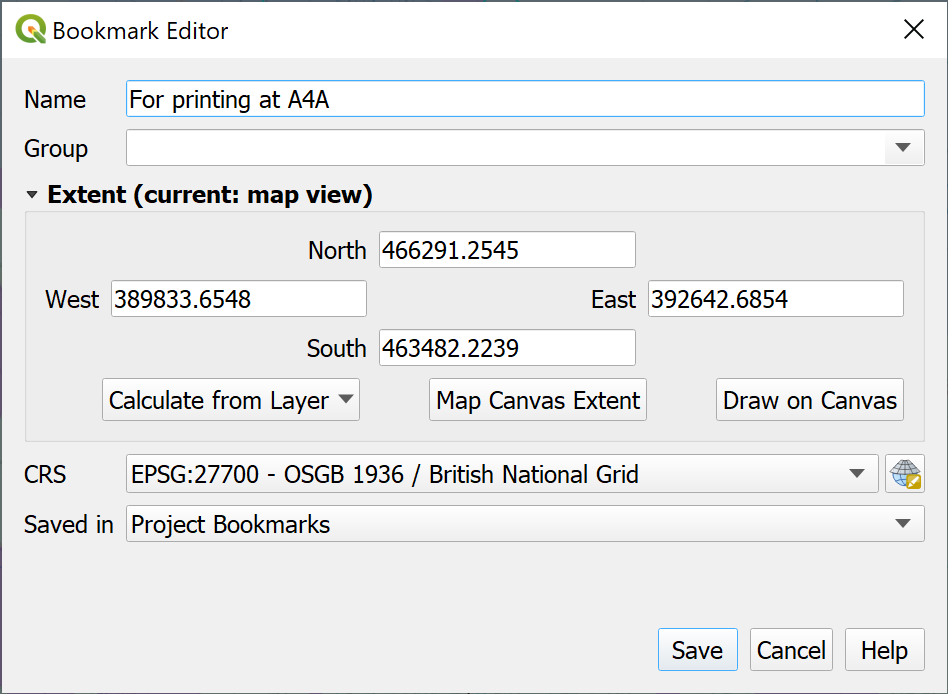 Bookmark Editor
Name For printing at A4A
Group
Extent (current: map view)
North 466291.2545
West 389833.6548 East 392642.6854
South 463482.2239
Calculate from Layer Map Canvas Extent Draw on Canvas
CRS EPSG:27700 - OSGB 1936 / British National Grid
Saved in Project Bookmarks
Save Cancel Help